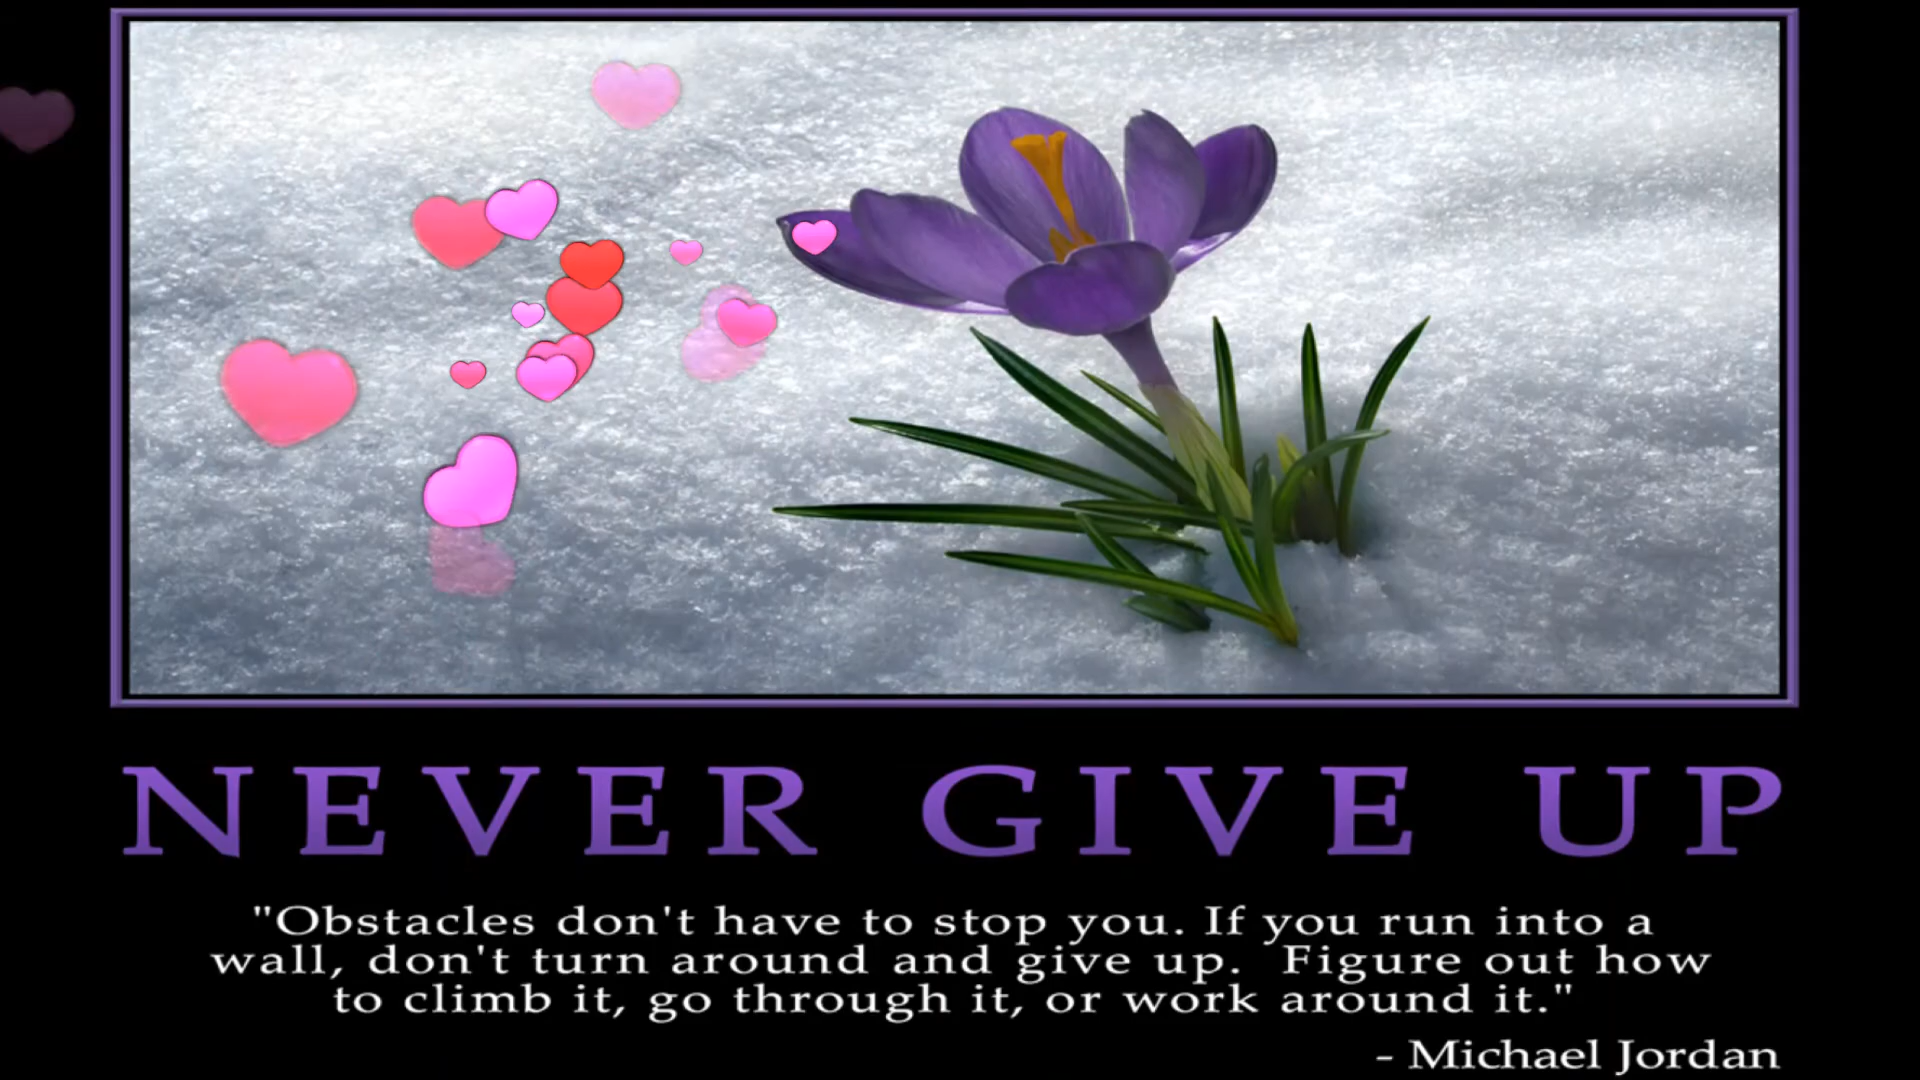 NEVER GIVE UP
"Obstacles don't have to stop you. If you run into a
wall, don't turn around and give up. Figure out how
to climb it, go through it, or work around it."
- Michael Jordan